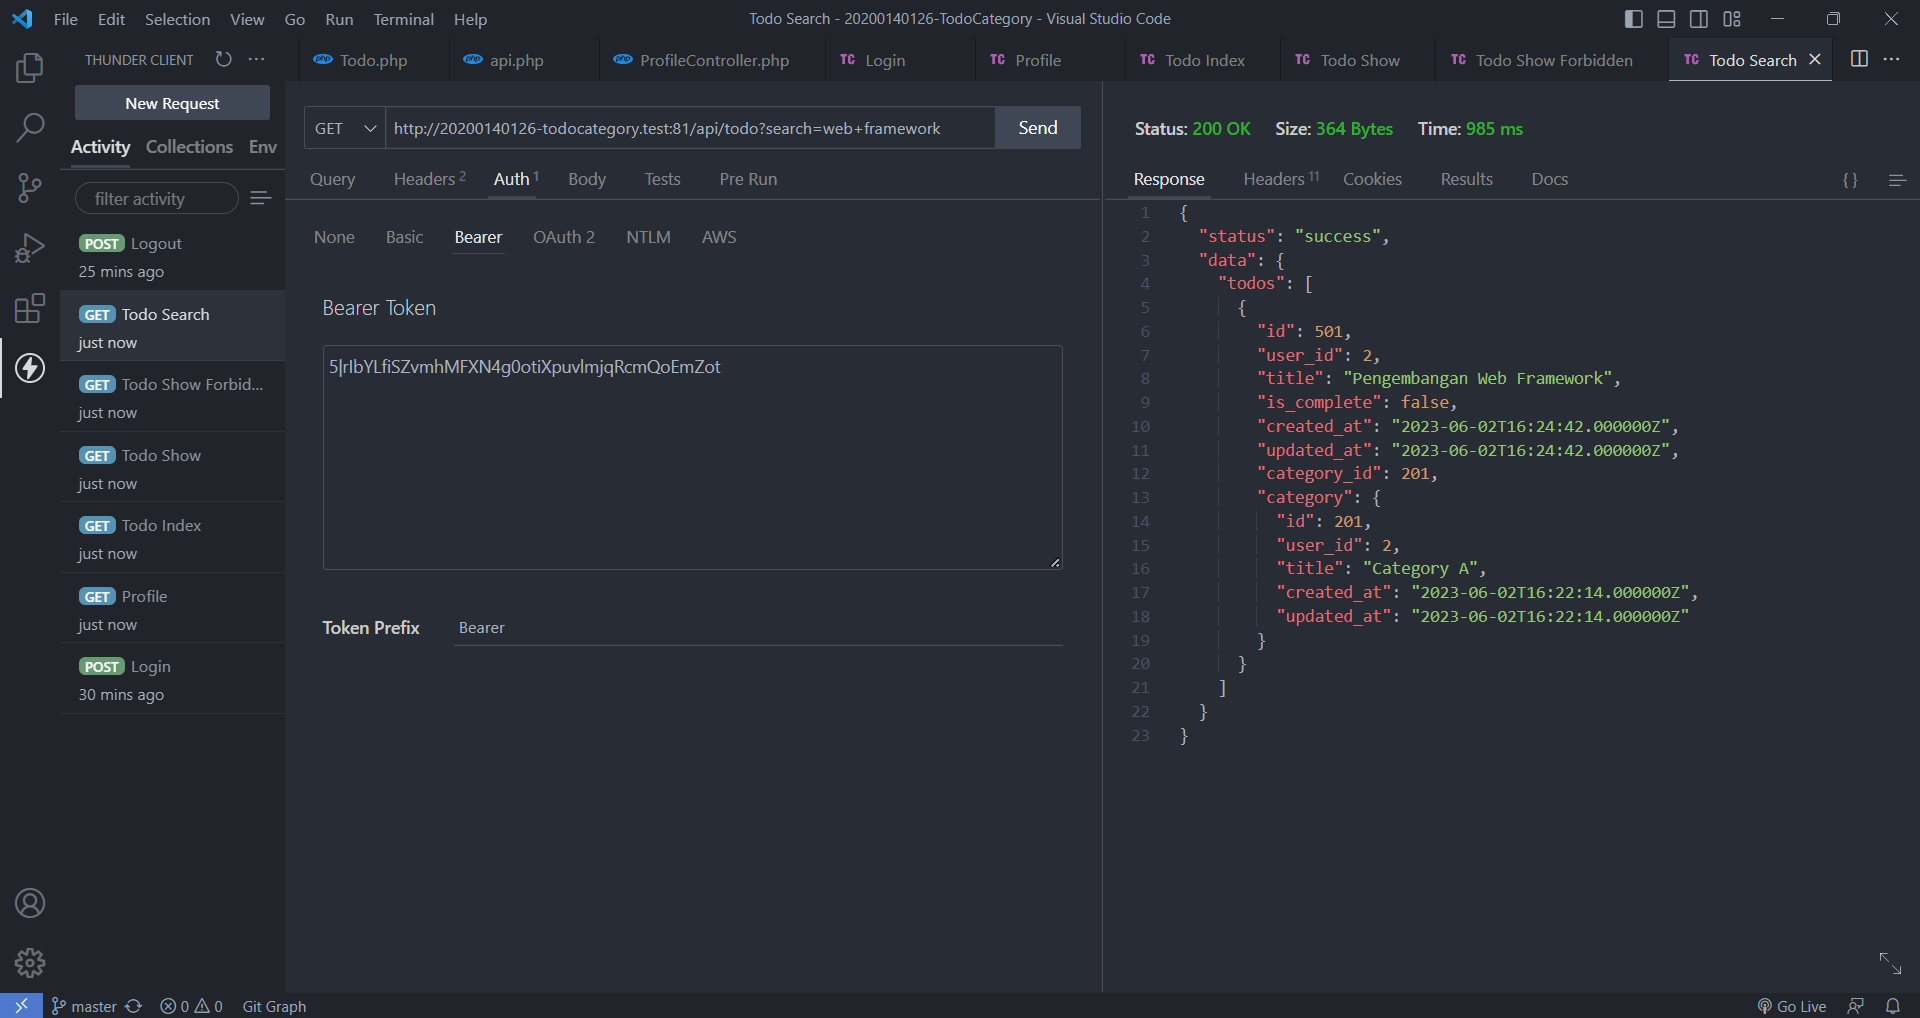 File Edit Selection View Go Run Terminal Help
Todo Search - 20200140126-TodoCategory - Visual Studio Code
THUNDER CLIENT
Todo.php
api.php
ProfileController.php
TC Login
TC Profile
TC Todo Index
TC Todo Show
TC Todo Show Forbidden
TC Todo Search
New Request
Activity Collections Env
filter activity
POST Logout
25 mins ago
GET Todo Search
just now
GET Todo Show Forbid...
just now
GET Todo Show
just now
GET Todo Index
just now
GET Profile
just now
POST Login
30 mins ago
GET http://20200140126-todocategory.test:81/api/todo?search=web+framework Send
Query Headers 2 Auth 1 Body Tests Pre Run
None Basic Bearer OAuth 2 NTLM AWS
Bearer Token
5|rIbYLfiSZvmhMFXN4g0otiXpuvlmjqRcmQoEmZot
Token Prefix Bearer
Status: 200 OK Size: 364 Bytes Time: 985 ms
Response Headers 11 Cookies Results Docs { }
1 {
2 "status": "success",
3 "data": {
4 "todos": [
5 {
6 "id": 501,
7 "user_id": 2,
8 "title": "Pengembangan Web Framework",
9 "is_complete": false,
10 "created_at": "2023-06-02T16:24:42.000000Z",
11 "updated_at": "2023-06-02T16:24:42.000000Z",
12 "category_id": 201,
13 "category": {
14 "id": 201,
15 "user_id": 2,
16 "title": "Category A",
17 "created_at": "2023-06-02T16:22:14.000000Z",
18 "updated_at": "2023-06-02T16:22:14.000000Z"
19 }
20 }
21 ]
22 }
23 }
master 0 0 Git Graph
Go Live